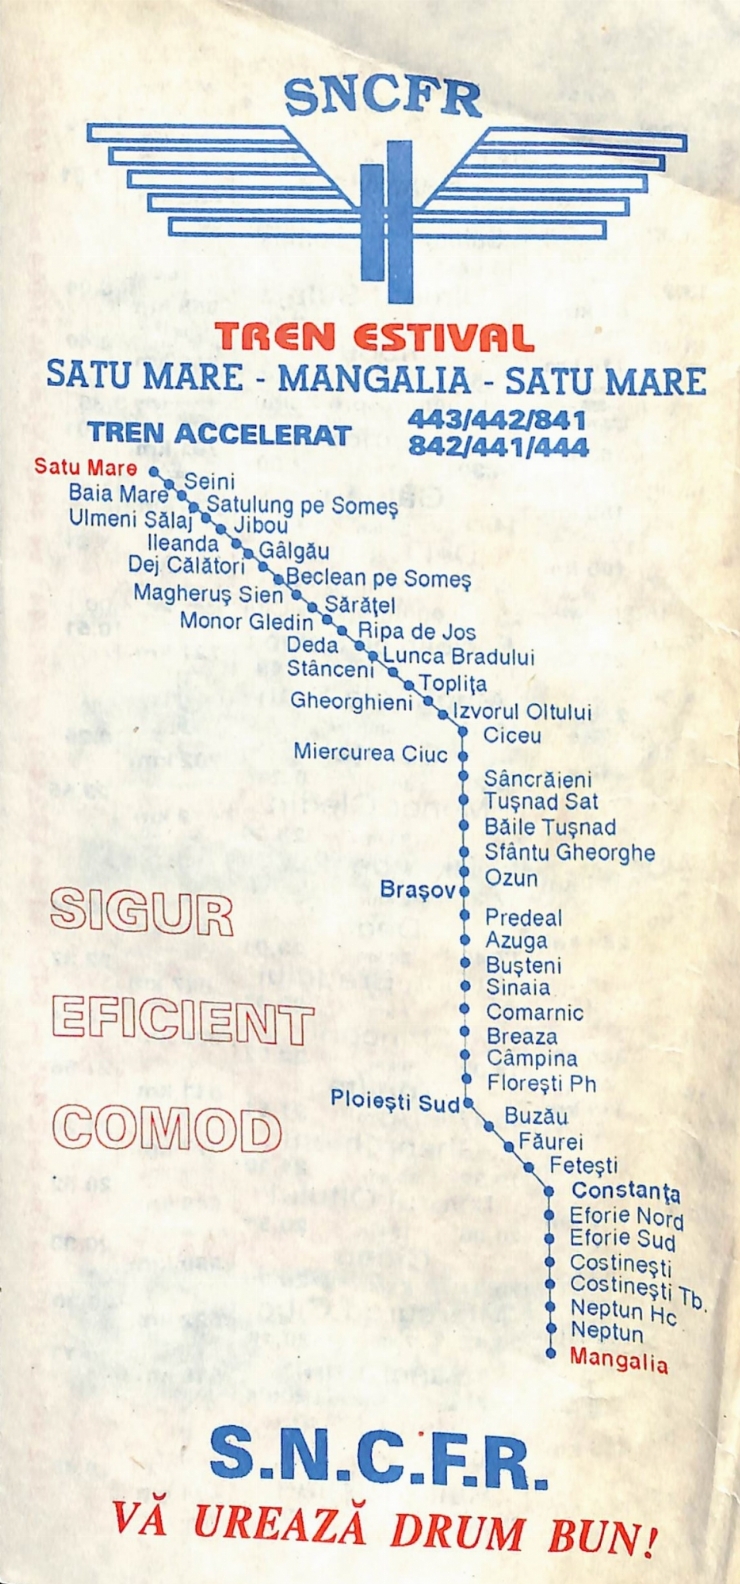 SNCFR
TREN ESTIVAL
SATU MARE - MANGALIA - SATU MARE
TREN ACCELERAT
443/442/841
842/441/444
Satu Mare
Seini
Baia Mare
Satulung pe Someş
Ulmeni Sălaj
Jibou
Ileanda
Gâlgău
Dej Călători
Beclean pe Someş
Magheruş Sien
Sărăţel
Monor Gledin
Ripa de Jos
Deda
Lunca Bradului
Stânceni
Topliţa
Gheorghieni
Izvorul Oltului
Ciceu
Miercurea Ciuc
Sâncrăieni
Tuşnad Sat
Băile Tuşnad
Sfântu Gheorghe
Ozun
Braşov
Predeal
Azuga
Buşteni
Sinaia
Comarnic
Breaza
Câmpina
Floreşti Ph
Ploieşti Sud
Buzău
Făurei
Feteşti
Constanţa
Eforie Nord
Eforie Sud
Costineşti
Costineşti Tb.
Neptun Hc
Neptun
Mangalia
SIGUR
EFICIENT
COMOD
S.N.C.F.R.
VĂ UREAZĂ DRUM BUN!